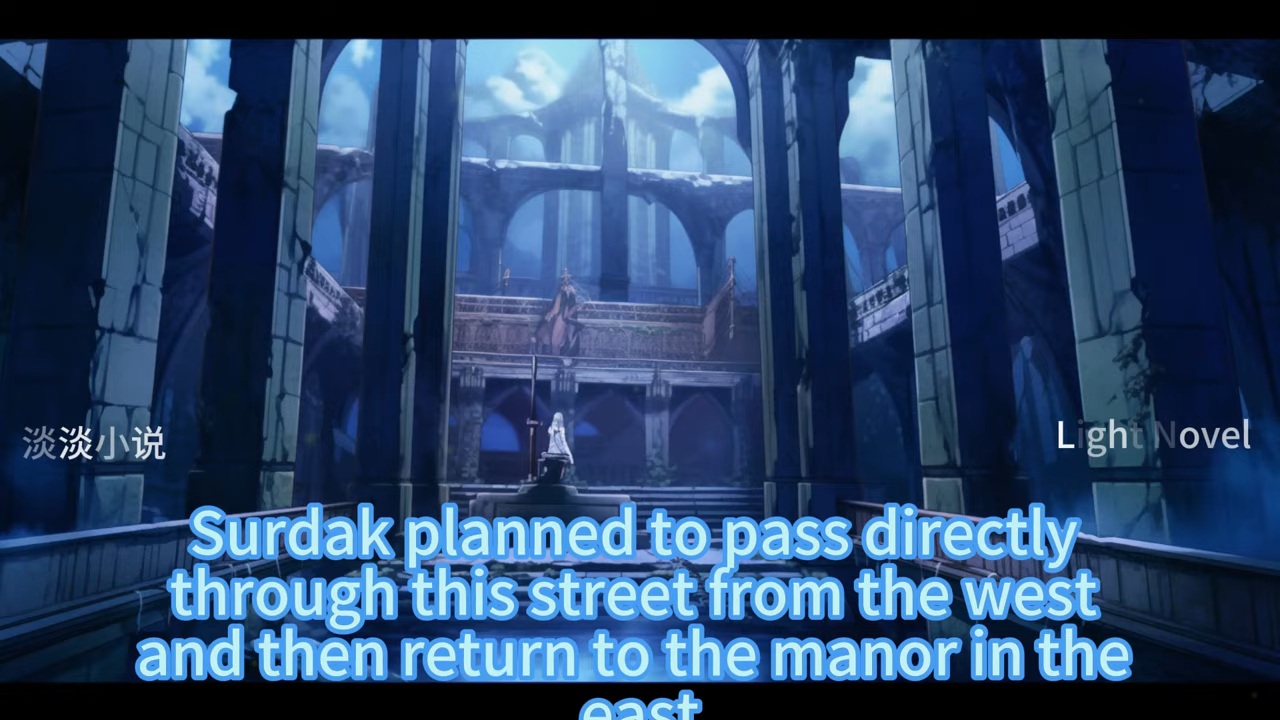 淡淡小说
Light Novel
Surdak planned to pass directly
through this street from the west
and then return to the manor in the
east